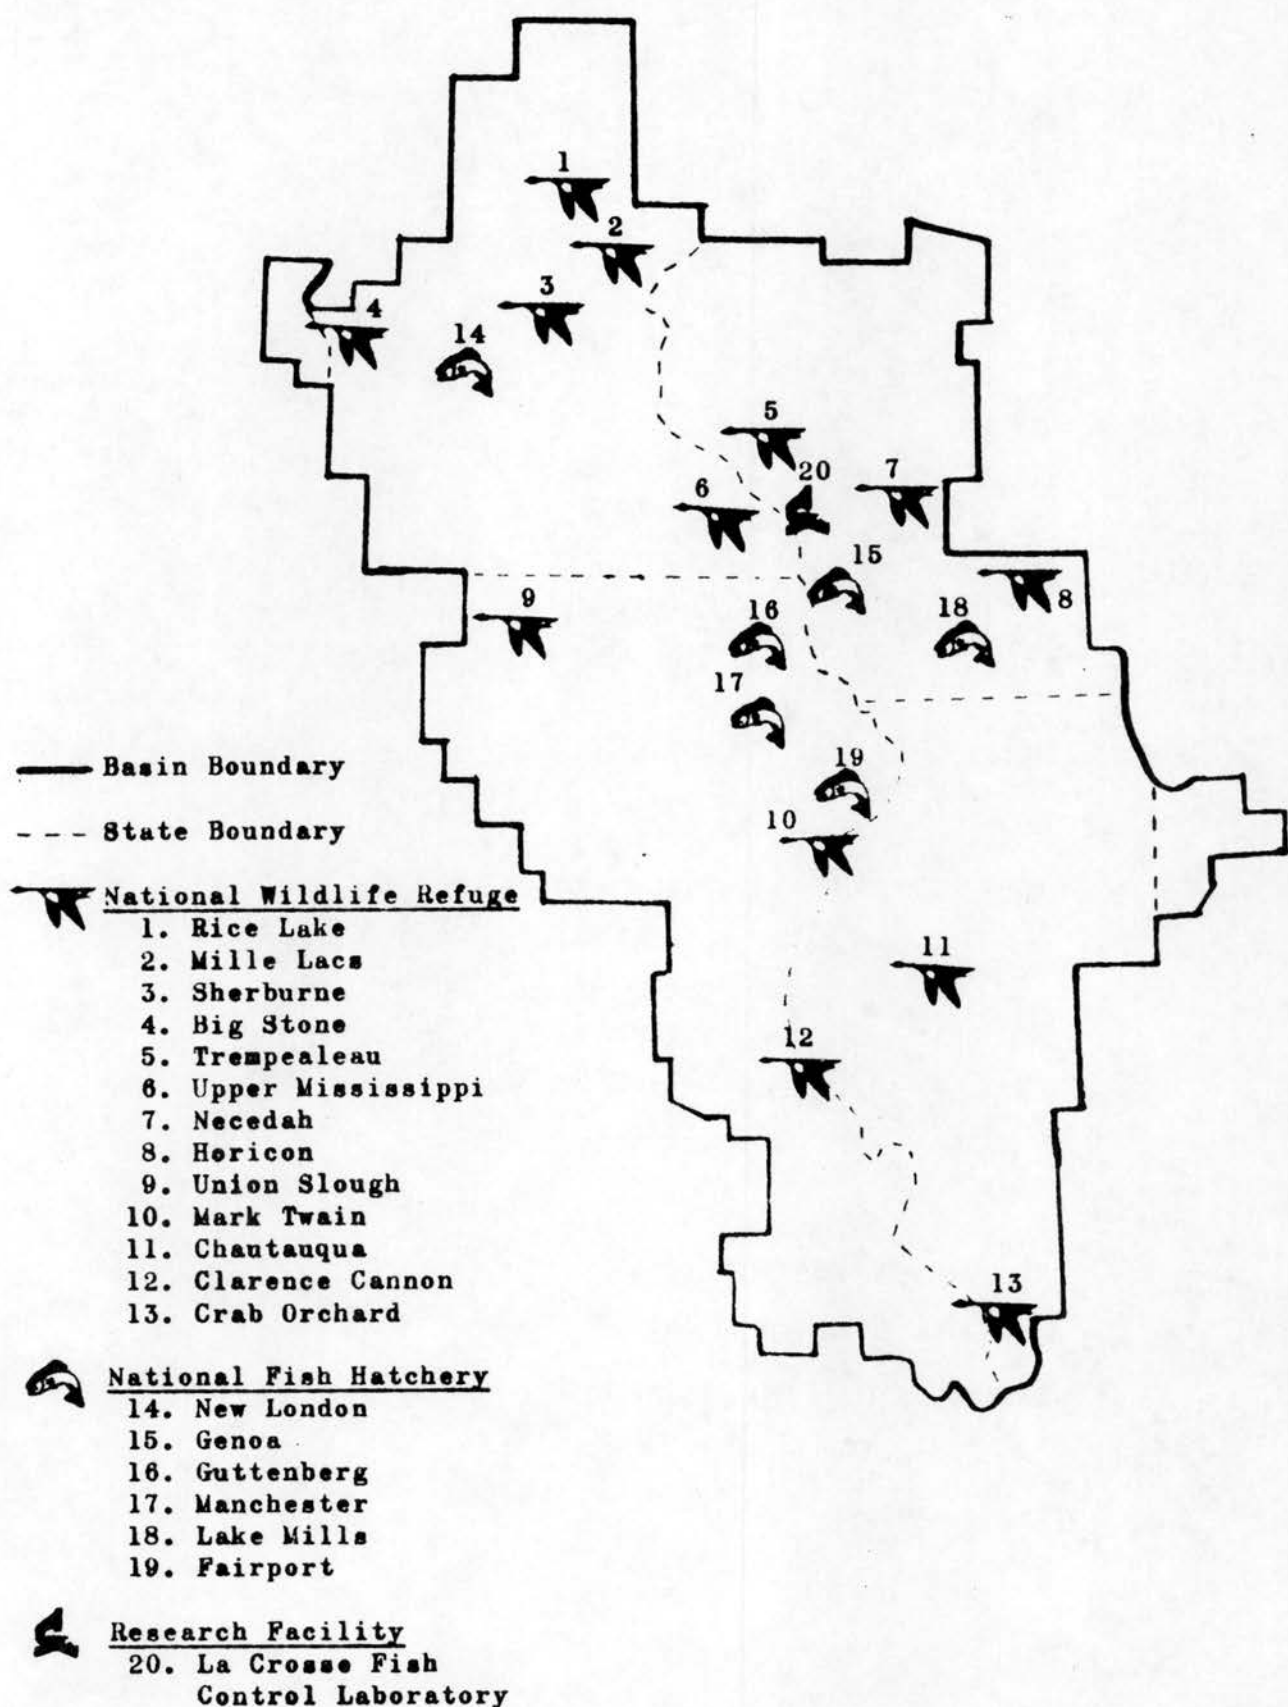 1
2
3
4
14
5
20
7
6
15
8
9
16
18
17
19
10
11
12
13
Basin Boundary
State Boundary
National Wildlife Refuge
1. Rice Lake
2. Mille Lacs
3. Sherburne
4. Big Stone
5. Trempealeau
6. Upper Mississippi
7. Necedah
8. Horicon
9. Union Slough
10. Mark Twain
11. Chautauqua
12. Clarence Cannon
13. Crab Orchard
National Fish Hatchery
14. New London
15. Genoa
16. Guttenberg
17. Manchester
18. Lake Mills
19. Fairport
Research Facility
20. La Crosse Fish
Control Laboratory